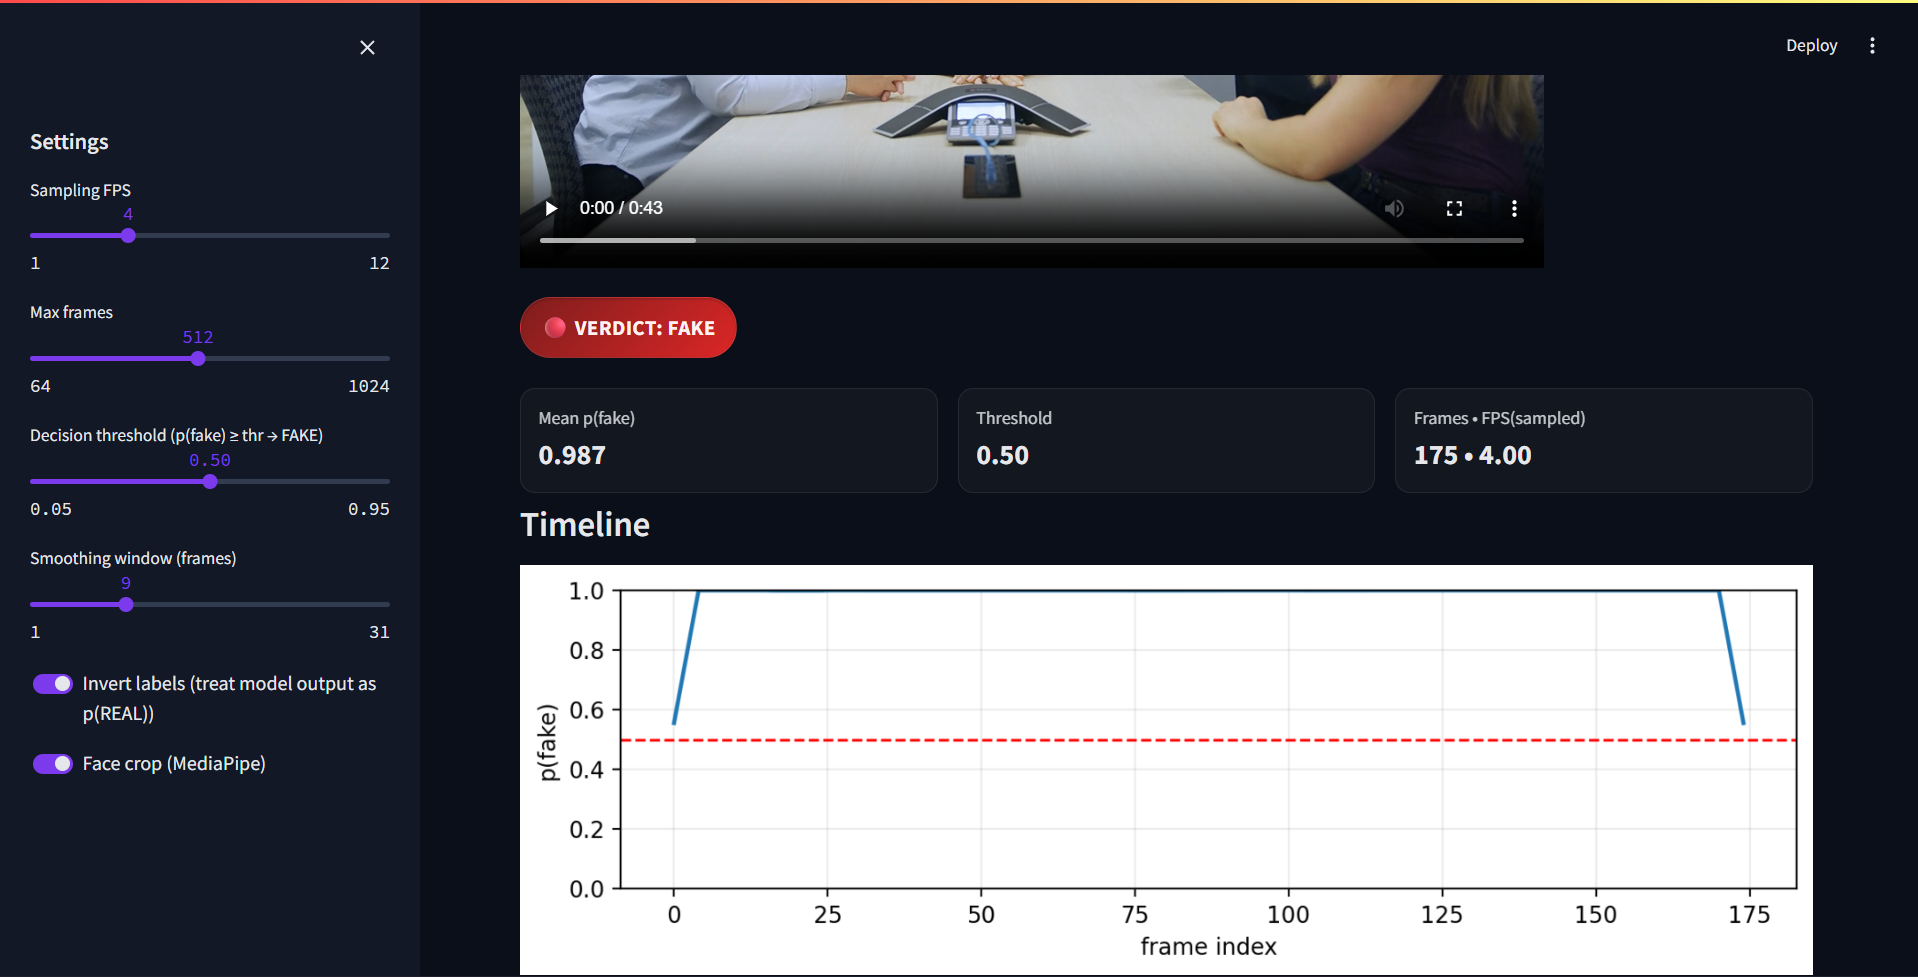 Deploy
Settings
Sampling FPS
4
1 12
Max frames
512
64 1024
Decision threshold (p(fake) ≥ thr → FAKE)
0.50
0.05 0.95
Smoothing window (frames)
9
1 31
Invert labels (treat model output as
p(REAL))
Face crop (MediaPipe)
0:00 / 0:43
VERDICT: FAKE
Mean p(fake)
0.987
Threshold
0.50
Frames • FPS(sampled)
175 • 4.00
Timeline
1.0
0.8
0.6
0.4
0.2
0.0
p(fake)
0 25 50 75 100 125 150 175
frame index